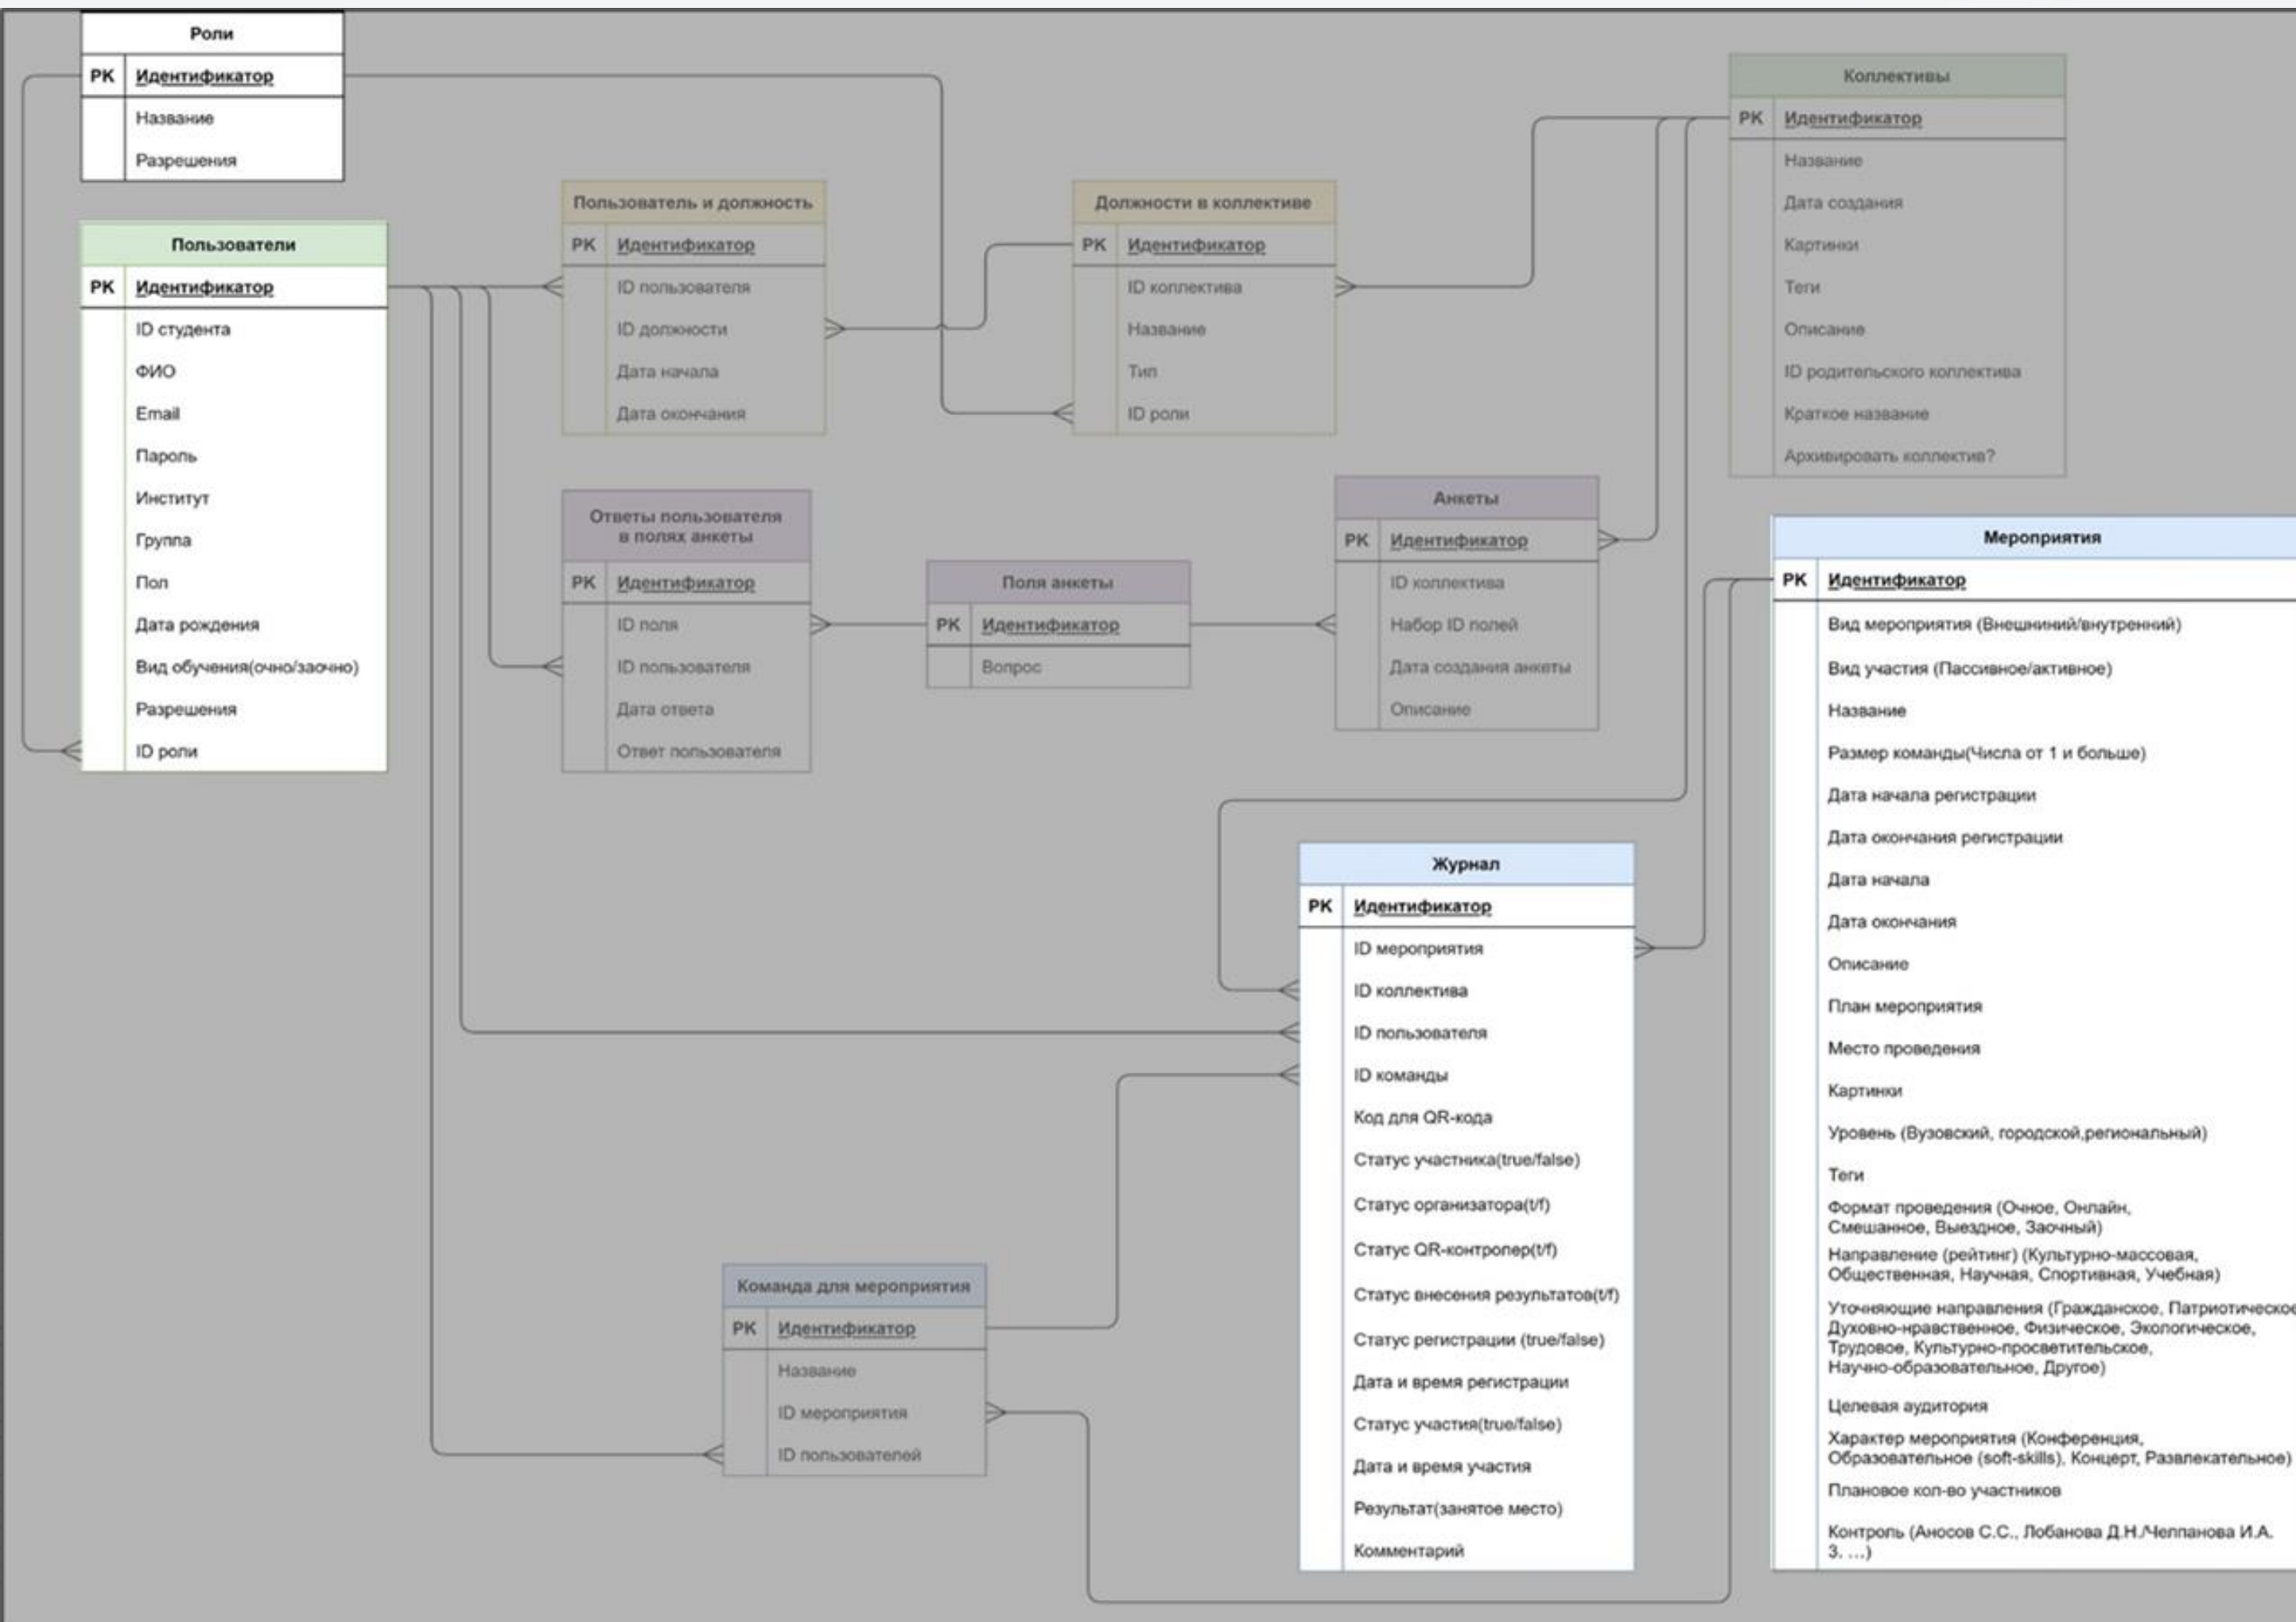 Роли
PK Идентификатор
Название
Разрешения
Пользователи
PK Идентификатор
ID студента
ФИО
Email
Пароль
Институт
Группа
Пол
Дата рождения
Вид обучения(очно/заочно)
Разрешения
ID роли
Пользователь и должность
PK Идентификатор
ID пользователя
ID должности
Дата начала
Дата окончания
Должности в коллективе
PK Идентификатор
ID коллектива
Название
Тип
ID роли
Коллективы
PK Идентификатор
Название
Дата создания
Картинки
Теги
Описание
ID родительского коллектива
Краткое название
Архивировать коллектив?
Ответы пользователя
в полях анкеты
PK Идентификатор
ID поля
ID пользователя
Дата ответа
Ответ пользователя
Поля анкеты
PK Идентификатор
Вопрос
Анкеты
PK Идентификатор
ID коллектива
Набор ID полей
Дата создания анкеты
Описание
Мероприятия
PK Идентификатор
Вид мероприятия (Внешниний/внутренний)
Вид участия (Пассивное/активное)
Название
Размер команды(Числа от 1 и больше)
Дата начала регистрации
Дата окончания регистрации
Дата начала
Дата окончания
Описание
План мероприятия
Место проведения
Картинки
Уровень (Вузовский, городской,региональный)
Теги
Формат проведения (Очное, Онлайн,
Смешанное, Выездное, Заочный)
Направление (рейтинг) (Культурно-массовая,
Общественная, Научная, Спортивная, Учебная)
Уточняющие направления (Гражданское, Патриотическое
Духовно-нравственное, Физическое, Экологическое,
Трудовое, Культурно-просветительское,
Научно-образовательное, Другое)
Целевая аудитория
Характер мероприятия (Конференция,
Образовательное (soft-skills), Концерт, Развлекательное)
Плановое кол-во участников
Контроль (Аносов С.С., Лобанова Д.Н./Челпанова И.А.
3. ...)
Журнал
PK Идентификатор
ID мероприятия
ID коллектива
ID пользователя
ID команды
Код для QR-кода
Статус участника(true/false)
Статус организатора(t/f)
Статус QR-контролер(t/f)
Статус внесения результатов(t/f)
Статус регистрации (true/false)
Дата и время регистрации
Статус участия(true/false)
Дата и время участия
Результат(занятое место)
Комментарий
Команда для мероприятия
PK Идентификатор
Название
ID мероприятия
ID пользователей